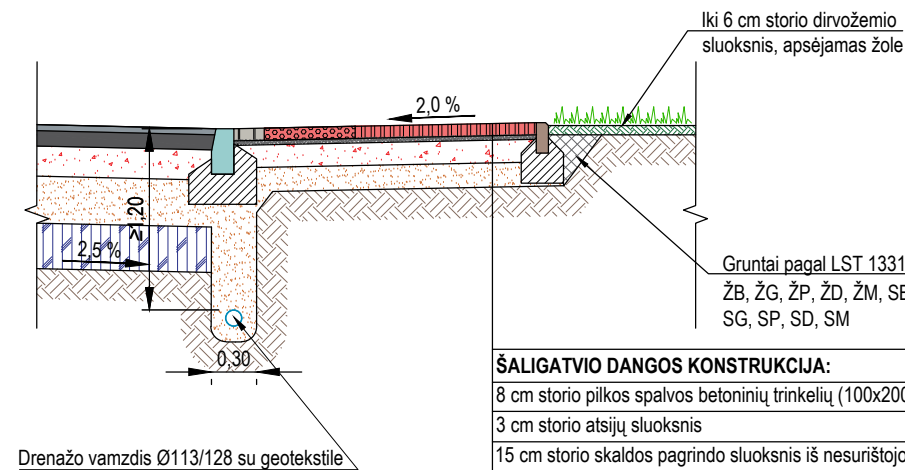 Iki 6 cm storio dirvožemio
sluoksnis, apsėjamas žole
2,0 %
≥1,20
2,5 %
Gruntai pagal LST 1331
ŽB, ŽG, ŽP, ŽD, ŽM,
SG, SP, SD, SM
0,30
ŠALIGATVIO DANGOS KONSTRUKCIJA:
8 cm storio pilkos spalvos betoninių trinkelių (100x200
3 cm storio atsijų sluoksnis
15 cm storio skaldos pagrindo sluoksnis iš nesurištojo
Drenažo vamzdis Ø113/128 su geotekstile